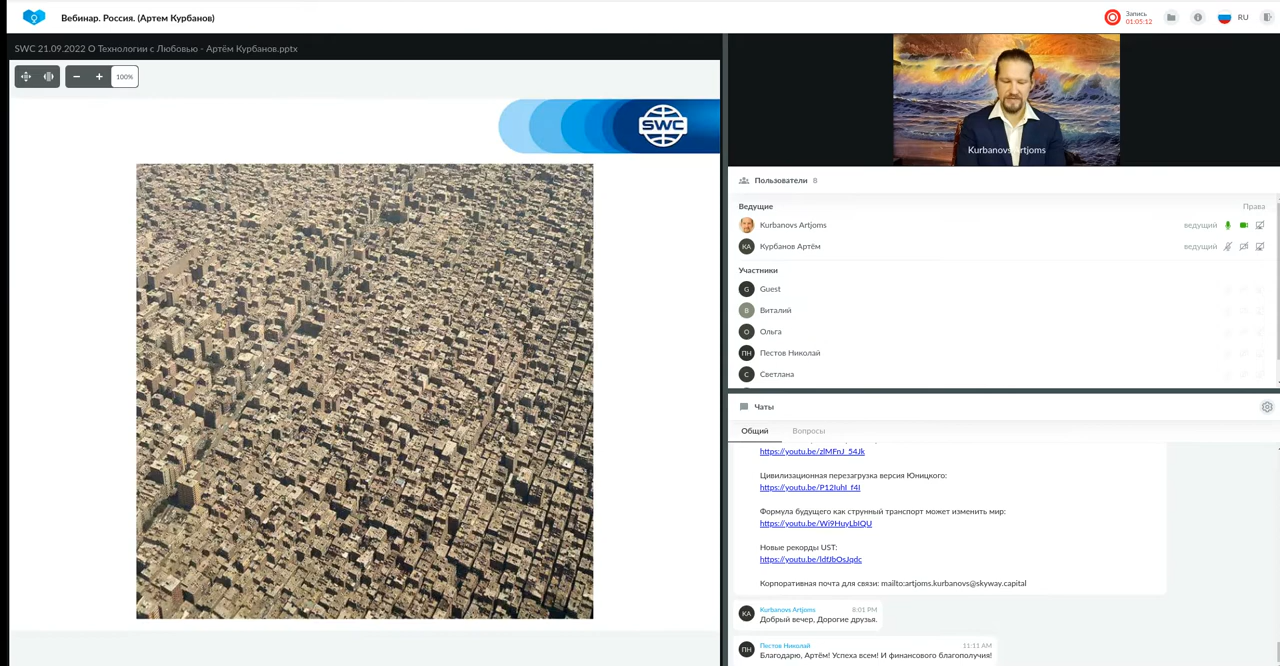 Вебинар. Россия. (Артем Курбанов)
Запись
01:05:12
RU
SWC 21.09.2022 О Технологии с Любовью - Артём Курбанов.pptx
100%
SWC
Kurbanovs Artjoms
Пользователи 8
Ведущие
Права
Kurbanovs Artjoms
ведущий
КА
Курбанов Артём
ведущий
Участники
G
Guest
В
Виталий
О
Ольга
ПН
Пестов Николай
С
Светлана
Чаты
Общий
Вопросы
https://youtu.be/zlMFnJ_54Jk
Цивилизационная перезагрузка версия Юницкого:
https://youtu.be/P12Iuhl_f4I
Формула будущего как струнный транспорт может изменить мир:
https://youtu.be/Wi9HuyLbIQU
Новые рекорды UST:
https://youtu.be/ldfJbOsJqdc
Корпоративная почта для связи: mailto:artjoms.kurbanovs@skyway.capital
KA
Kurbanovs Artjoms
8:01 PM
Добрый вечер, Дорогие друзья.
ПН
Пестов Николай
11:11 AM
Благодарю, Артём! Успеха всем! И финансового благополучия!